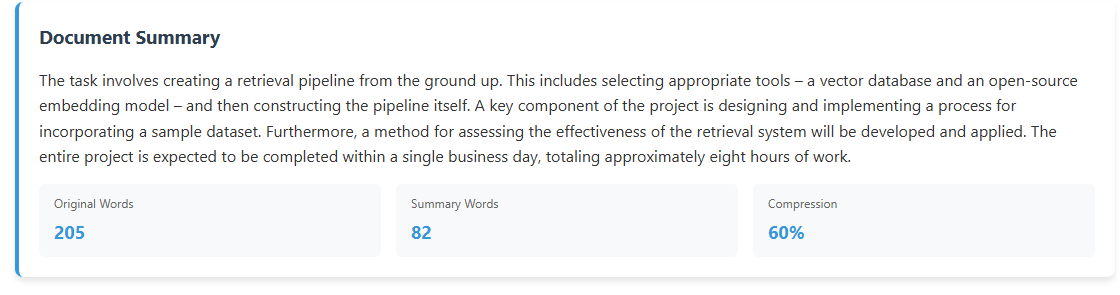 Document Summary
The task involves creating a retrieval pipeline from the ground up. This includes selecting appropriate tools – a vector database and an open-source
embedding model – and then constructing the pipeline itself. A key component of the project is designing and implementing a process for
incorporating a sample dataset. Furthermore, a method for assessing the effectiveness of the retrieval system will be developed and applied. The
entire project is expected to be completed within a single business day, totaling approximately eight hours of work.
Original Words
205
Summary Words
82
Compression
60%